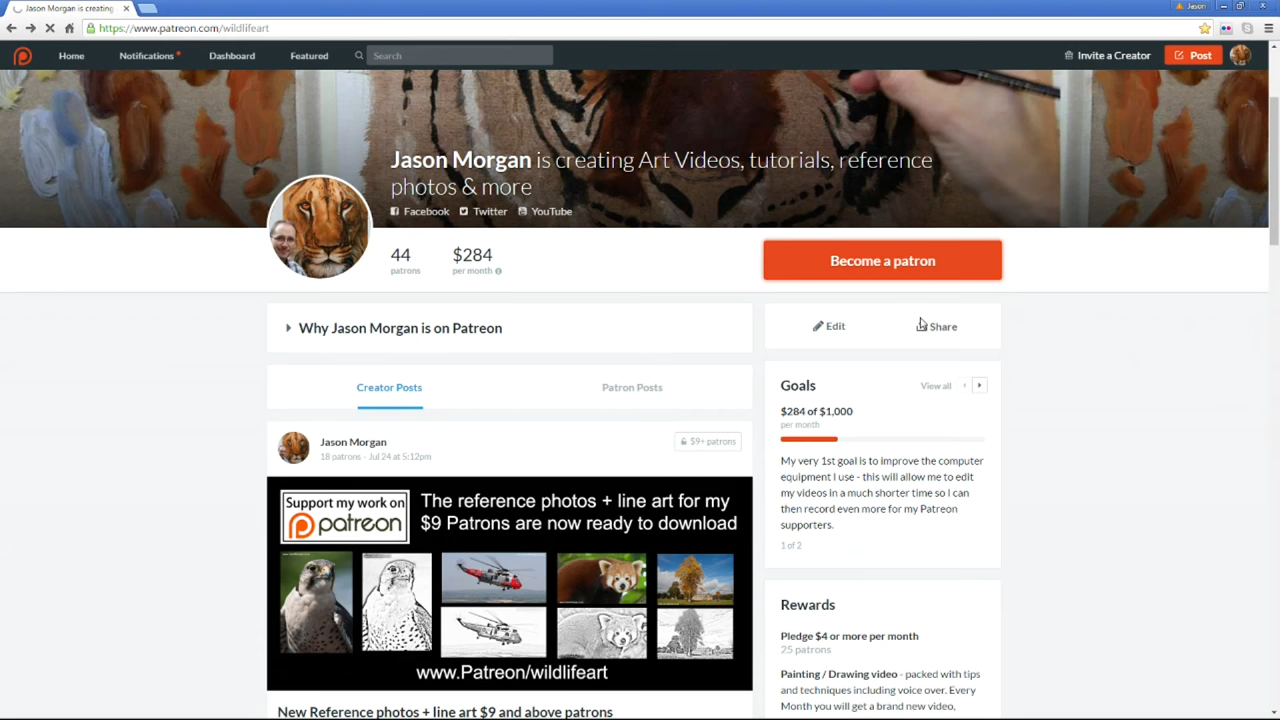 Jason Morgan is creating
Jason
https://www.patreon.com/wildlifeart
Home Notifications Dashboard Featured Search Invite a Creator Post
Jason Morgan is creating Art Videos, tutorials, reference
photos & more
Facebook Twitter YouTube
44 $284
patrons per month
Become a patron
Why Jason Morgan is on Patreon
Edit Share
Creator Posts Patron Posts
Goals View all
$284 of $1,000
per month
My very 1st goal is to improve the computer
equipment I use - this will allow me to edit
my videos in a much shorter time so I can
then record even more for my Patreon
supporters.
1 of 2
Jason Morgan $9+ patrons
18 patrons - Jul 24 at 5:12pm
Support my work on
patreon
The reference photos + line art for my
$9 Patrons are now ready to download
www.Patreon/wildlifeart
New Reference photos + line art $9 and above patrons
Rewards
Pledge $4 or more per month
25 patrons
Painting / Drawing video - packed with tips
and techniques including voice over. Every
Month you will get a brand new video,